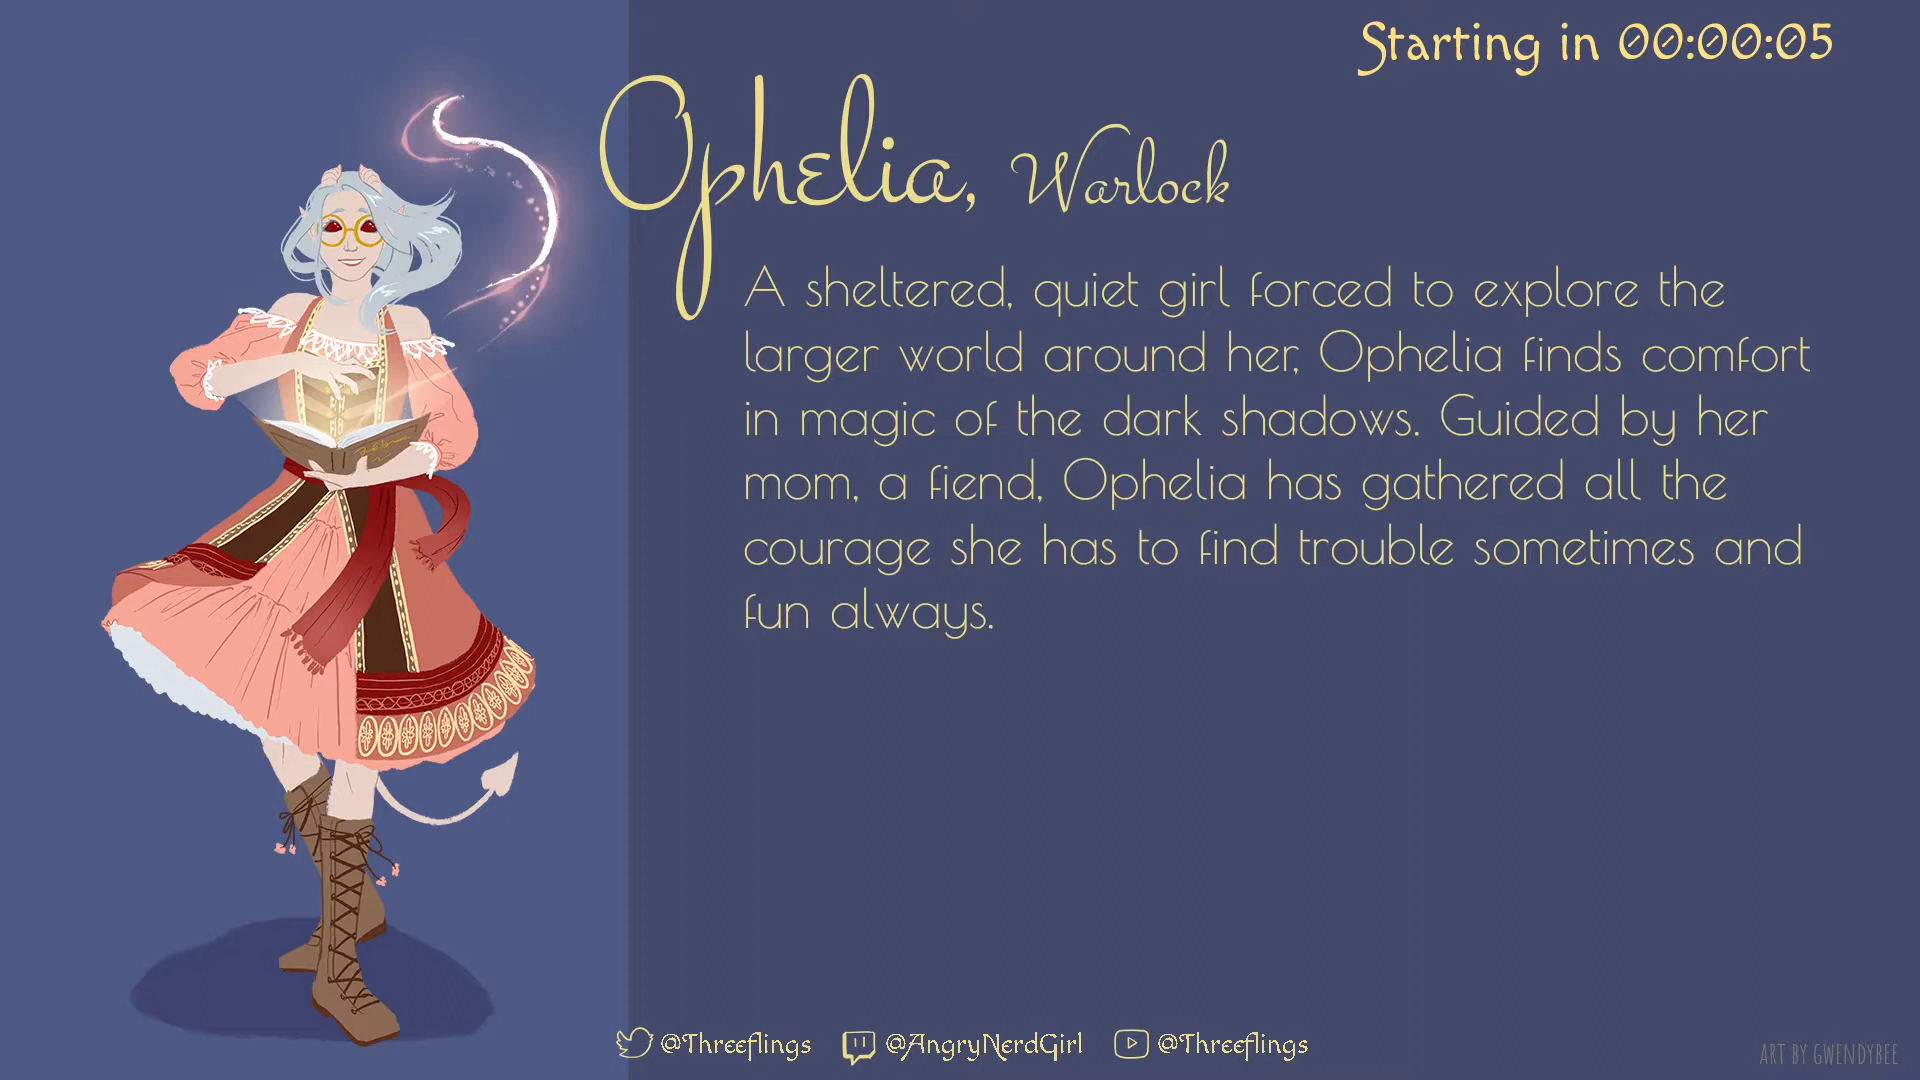 Starting in 00:00:05
Ophelia, Warlock
A sheltered, quiet girl forced to explore the
larger world around her, Ophelia finds comfort
in magic of the dark shadows. Guided by her
mom, a fiend, Ophelia has gathered all the
courage she has to find trouble sometimes and
fun always.
@Threeflings @AngryNerdGirl @Threeflings
ART BY GWENDYBEE